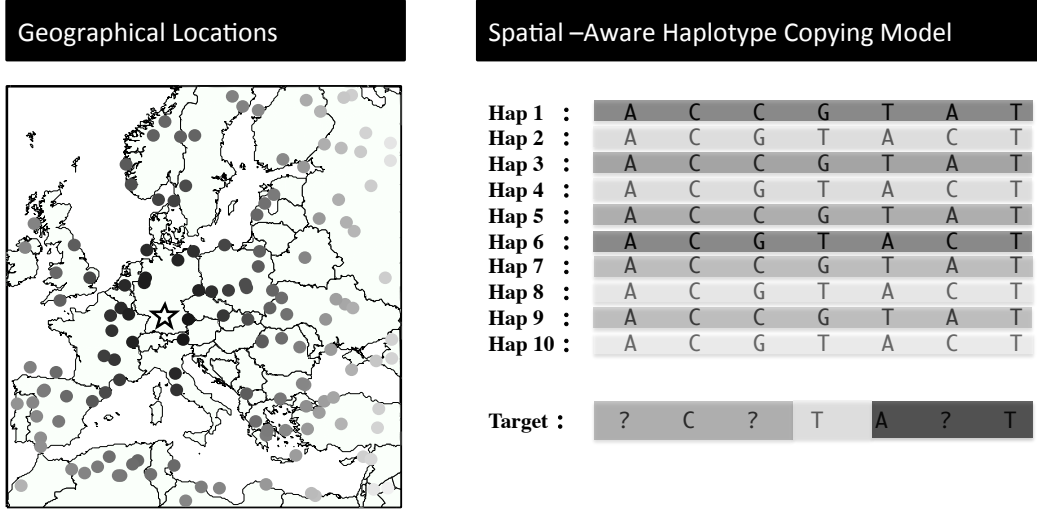 Geographical Locations
Spatial –Aware Haplotype Copying Model
Hap 1 : A C C G T A T
Hap 2 : A C G T A C T
Hap 3 : A C C G T A T
Hap 4 : A C G T A C T
Hap 5 : A C C G T A T
Hap 6 : A C G T A C T
Hap 7 : A C C G T A T
Hap 8 : A C G T A C T
Hap 9 : A C C G T A T
Hap 10 : A C G T A C T
Target : ? C ? T A ? T